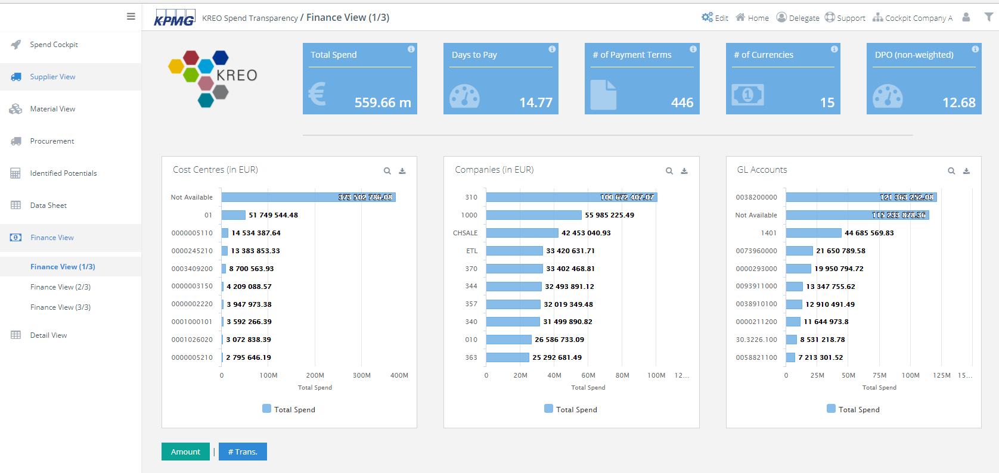 KPMG KREO Spend Transparency / Finance View (1/3)
Edit Home Delegate Support Cockpit Company A
Spend Cockpit
Supplier View
Material View
Procurement
Identified Potentials
Data Sheet
Finance View
Finance View (1/3)
Finance View (2/3)
Finance View (3/3)
Detail View
KREO
Total Spend
€ 559.66 m
Days to Pay
14.77
# of Payment Terms
446
# of Currencies
1 15
DPO (non-weighted)
12.68
Cost Centres (in EUR)
Not Available 373 502 786.08
01 51 749 544.48
0000005110 14 534 387.64
0000245210 13 383 853.33
0003409200 8 700 563.93
0000003150 4 209 088.57
0000002220 3 947 973.38
0001000101 3 592 266.39
0001026020 3 072 838.39
0000005210 2 795 646.19
0 100M 200M 300M 400M
Total Spend
Total Spend
Companies (in EUR)
310 100 672 407.07
1000 55 985 225.49
CHSALE 42 453 040.93
ETL 33 420 631.71
370 33 402 468.81
344 32 493 891.12
357 32 019 349.48
340 31 499 890.82
010 26 586 733.09
363 25 292 681.49
0 20M 40M 60M 80M 100M 12...
Total Spend
Total Spend
GL Accounts
0038200000 121 363 252.08
Not Available 115 233 878.36
1401 44 685 569.83
0073960000 21 650 789.58
0000293000 19 950 794.72
0093911000 13 347 755.62
0038910100 12 910 491.49
0000211200 11 644 973.8
30.3226.100 8 531 218.78
0058821100 7 213 301.52
0 25M 50M 75M 100M 125M 15...
Total Spend
Total Spend
Amount | # Trans.